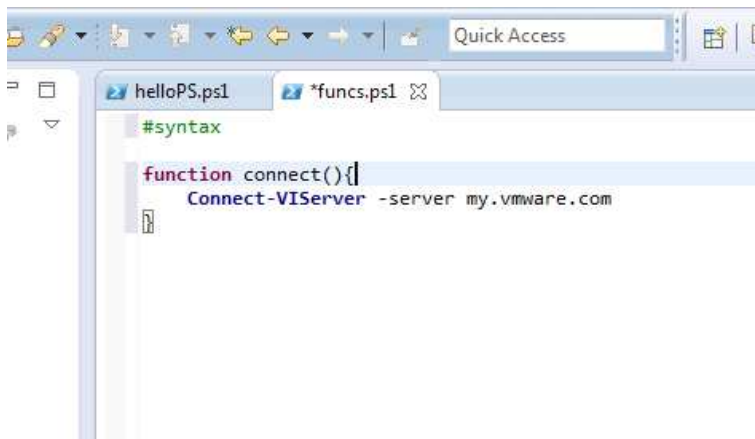 Quick Access
helloPS.ps1
*funcs.ps1
#syntax
function connect(){
Connect-VIServer -server my.vmware.com
}